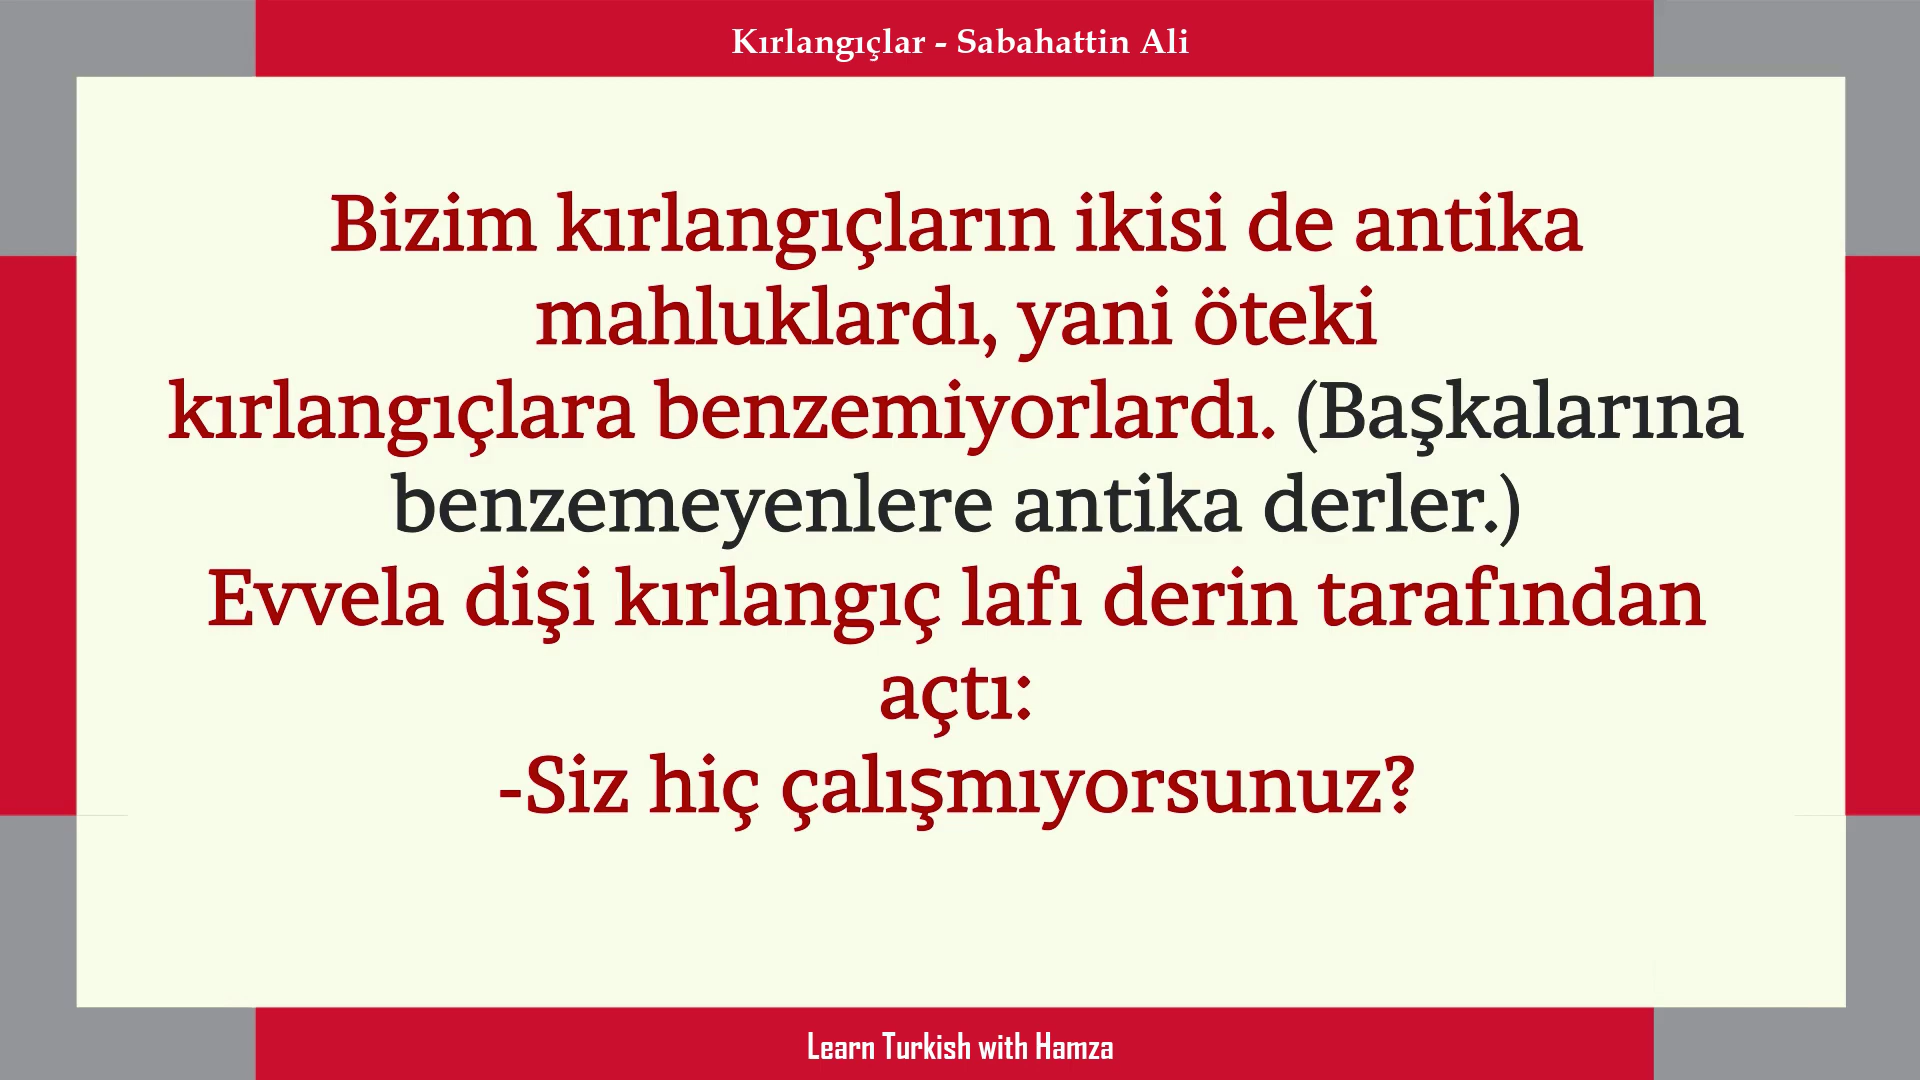 Kırlangıçlar - Sabahattin Ali
Bizim kırlangıçların ikisi de antika
mahluklardı, yani öteki
kırlangıçlara benzemiyorlardı. (Başkalarına
benzemeyenlere antika derler.)
Evvela dişi kırlangıç lafı derin tarafından
açtı:
-Siz hiç çalışmıyorsunuz?
Learn Turkish with Hamza